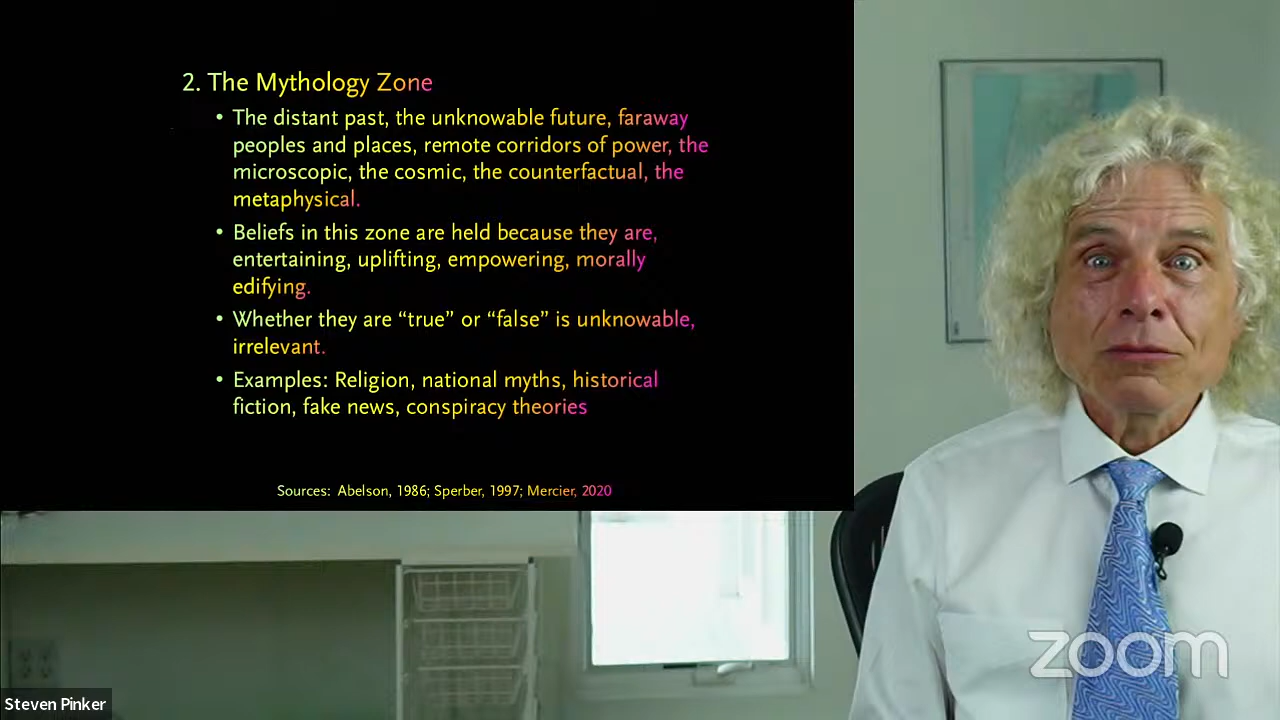 2. The Mythology Zone
• The distant past, the unknowable future, faraway
peoples and places, remote corridors of power, the
microscopic, the cosmic, the counterfactual, the
metaphysical.
• Beliefs in this zone are held because they are,
entertaining, uplifting, empowering, morally
edifying.
• Whether they are “true” or “false” is unknowable,
irrelevant.
• Examples: Religion, national myths, historical
fiction, fake news, conspiracy theories
Sources: Abelson, 1986; Sperber, 1997; Mercier, 2020
zoom
Steven Pinker